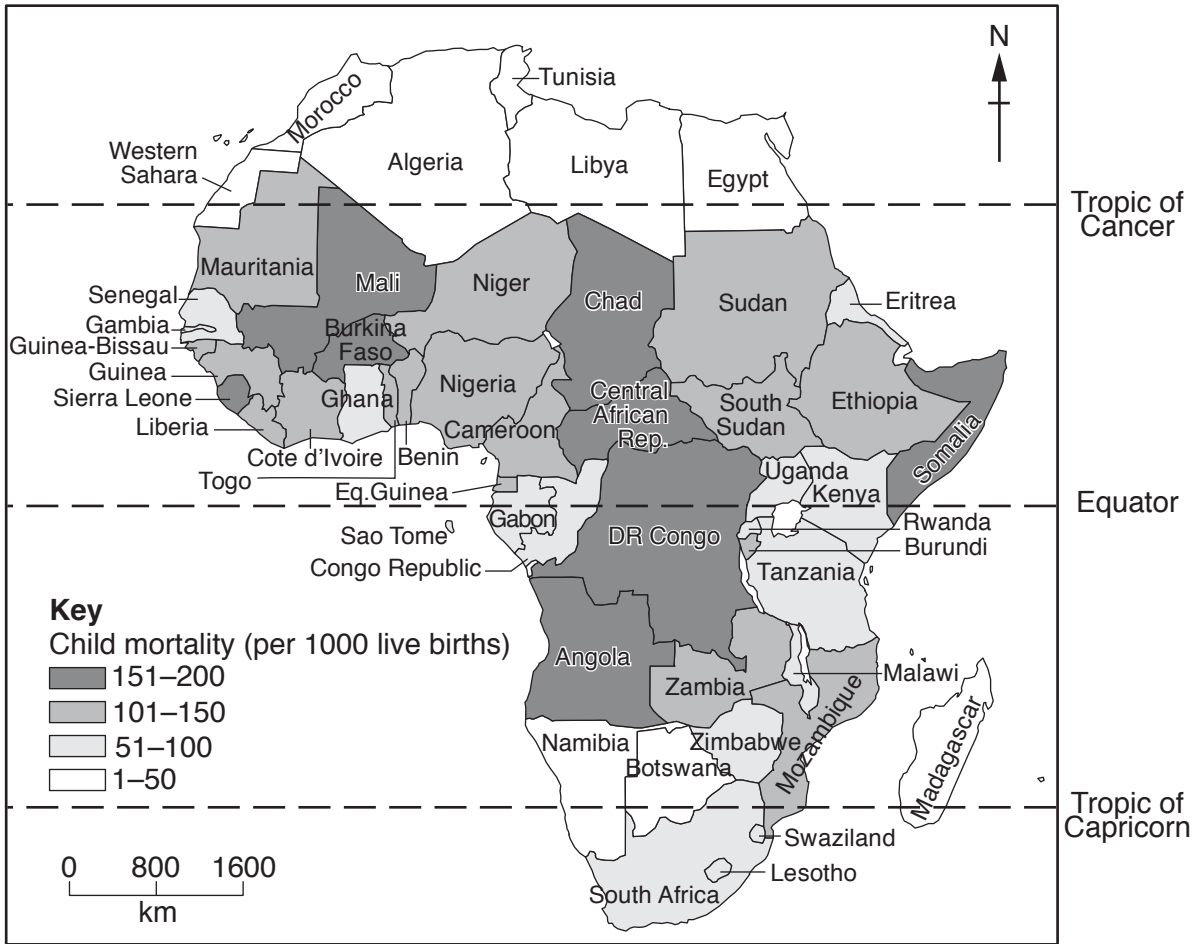 N
Tunisia
Morocco
Western
Sahara
Algeria
Libya
Egypt
Tropic of
Cancer
Mauritania
Mali
Niger
Chad
Sudan
Eritrea
Senegal
Gambia
Guinea-Bissau
Guinea
Sierra Leone
Liberia
Burkina
Faso
Ghana
Nigeria
Central
African
Rep.
South
Sudan
Ethiopia
Somalia
Cameroon
Cote d'Ivoire
Benin
Togo
Eq.Guinea
Uganda
Kenya
Equator
Gabon
Sao Tome
Congo Republic
DR Congo
Rwanda
Burundi
Tanzania
Key
Child mortality (per 1000 live births)
151–200
101–150
51–100
1–50
Angola
Zambia
Malawi
Mozambique
Madagascar
Namibia
Zimbabwe
Botswana
Tropic of
Capricorn
Swaziland
Lesotho
South Africa
0 800 1600
km